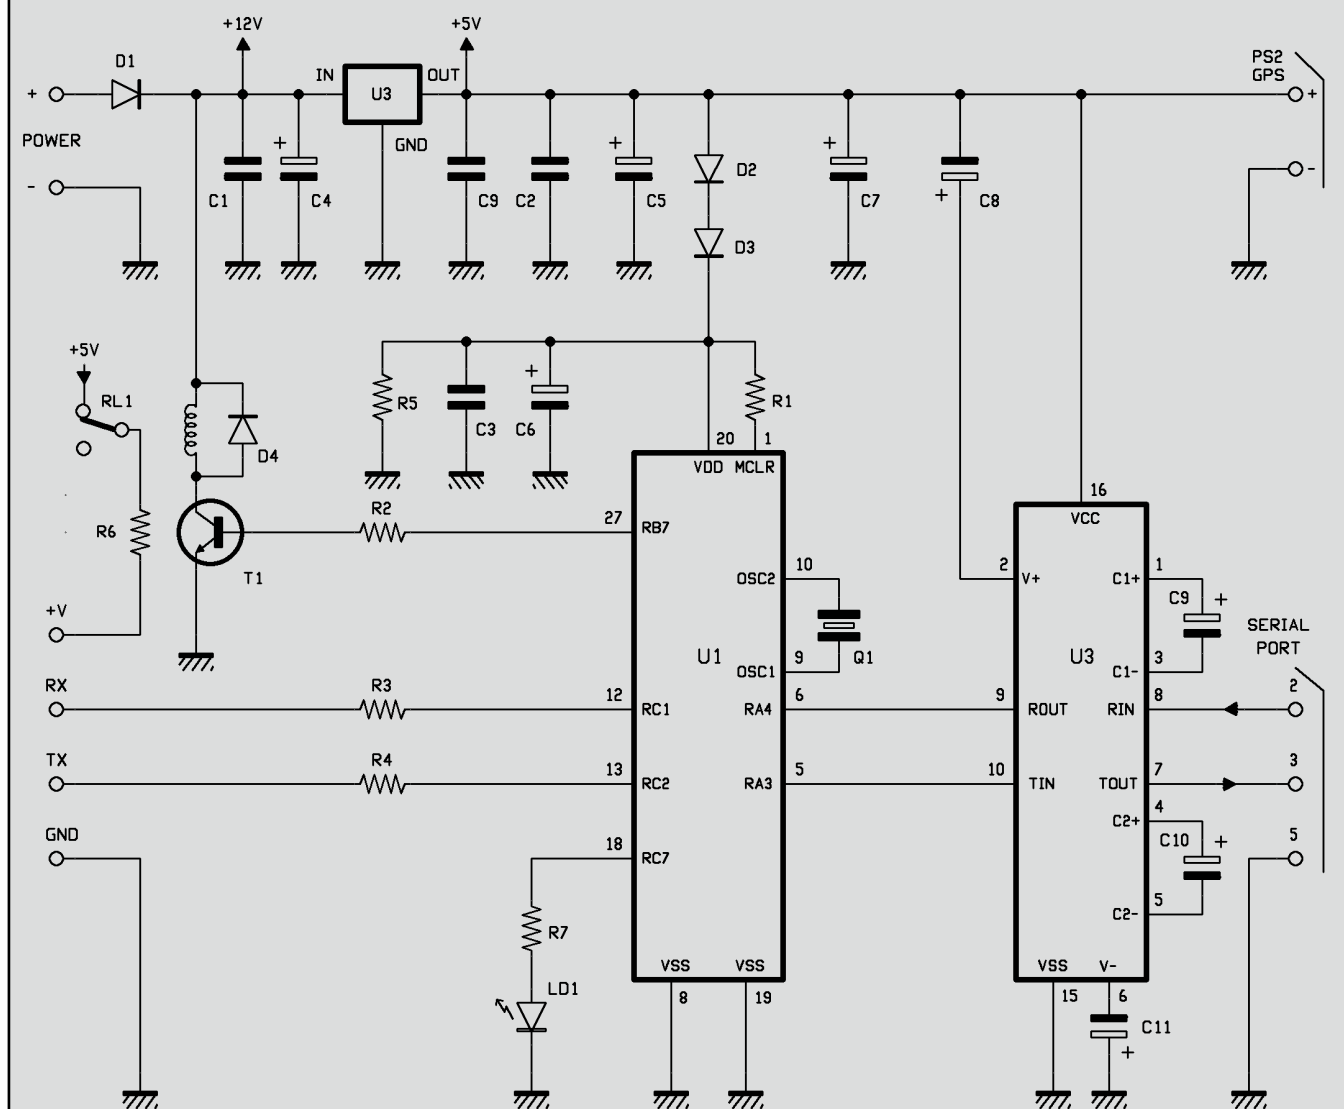 +12V
+5V
D1
IN
U3
OUT
GND
PS2
GPS
+
+
POWER
-
-
+
C1
C4
C9
C2
+
C5
D2
D3
+
C7
+
C8
+5V
RL1
R6
D4
T1
+V
R5
C3
+
C6
R1
20
1
VDD
MCLR
R2
27
RB7
16
VCC
10
OSC2
2
V+
C1+
1
C9
+
Q1
U1
U3
9
OSC1
C1-
3
SERIAL
PORT
RX
R3
12
RC1
RA4
6
9
ROUT
RIN
8
2
TX
R4
13
RC2
RA3
5
10
TIN
TOUT
7
3
GND
18
RC7
C2+
4
C10
+
5
R7
C2-
5
LD1
VSS
VSS
8
19
VSS
V-
15
6
C11
+